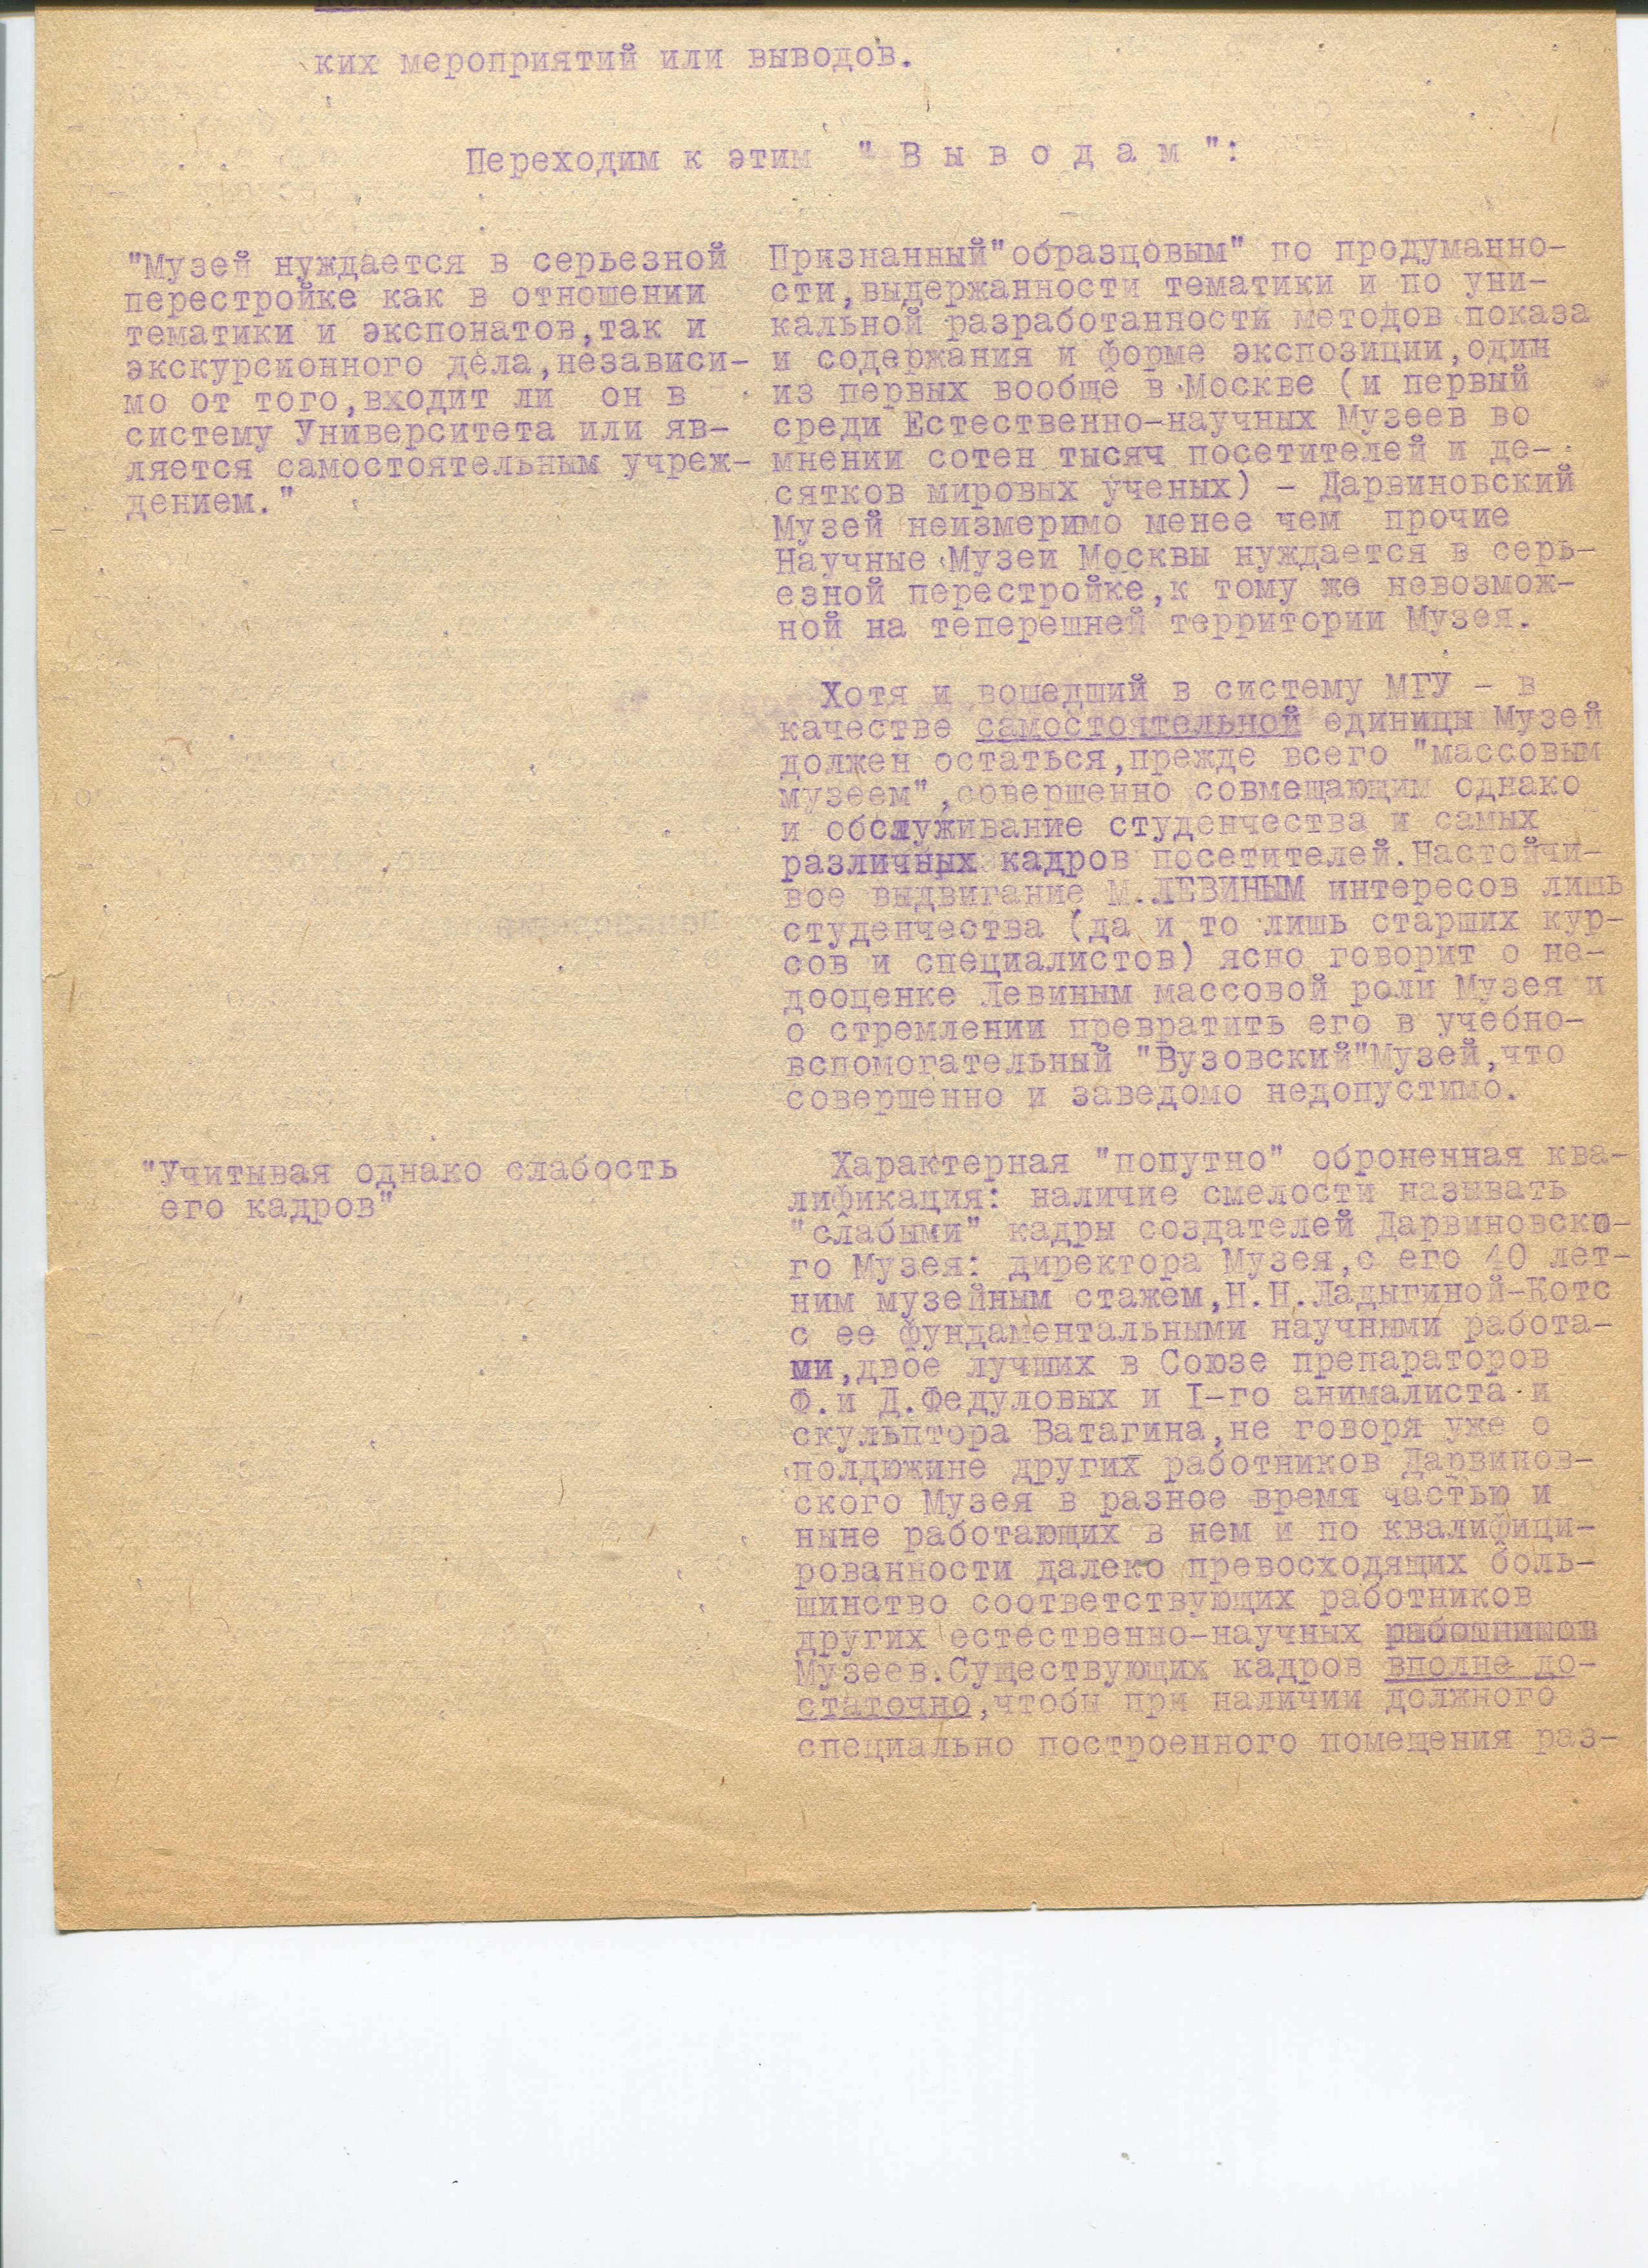 ких мероприятий или выводов.
Переходим к этим " В ы в о д а м ":
"Музей нуждается в серьезной
перестройке как в отношении
тематики и экспонатов,так и
экскурсионного дела,независи-
мо от того,входит ли он в
систему Университета или яв-
ляется самостоятельным учреж-
дением."
Признанный"образцовым" по продуманно-
сти,выдержанности тематики и по уни-
кальной разработанности методов показа
и содержания и форме экспозиции,один
из первых вообще в Москве (и первый
среди Естественно-научных Музеев во
мнении сотен тысяч посетителей и де-
сятков мировых ученых) - Дарвиновский
Музей неизмеримо менее чем прочие
Научные Музеи Москвы нуждается в серь-
езной перестройке,к тому же невозмож-
ной на теперешней территории Музея.
Хотя и вошедший в систему МГУ - в
качестве самостоятельной единицы Музей
должен остаться,прежде всего "массовым
музеем",совершенно совмещающим однако
и обслуживание студенчества и самых
различных кадров посетителей.Настойчи-
вое выдвигание М.ЛЕВИНЫМ интересов лишь
студенчества (да и то лишь старших кур-
сов и специалистов) ясно говорит о не-
дооценке Левиным массовой роли Музея и
о стремлении превратить его в учебно-
вспомогательный "Вузовский"Музей,что
совершенно и заведомо недопустимо.
"Учитывая однако слабость
его кадров"
Характерная "попутно" оброненная ква-
лификация: наличие смелости называть
"слабыми" кадры создателей Дарвиновско-
го Музея: директора Музея,с его 40 лет-
ним музейным стажем,Н.Н.Ладыгиной-Котс
с ее фундаментальными научными работа-
ми,двое лучших в Союзе препараторов
Ф.и Д.Федуловых и I-го анималиста и
скульптора Ватагина,не говоря уже о
полдюжине других работников Дарвинов-
ского Музея в разное время частью и
ныне работающих в нем и по квалифици-
рованности далеко превосходящих боль-
шинство соответствующих работников
других естественно-научных
Музеев.Существующих кадров вполне до-
статочно,чтобы при наличии должного
специально построенного помещения раз-